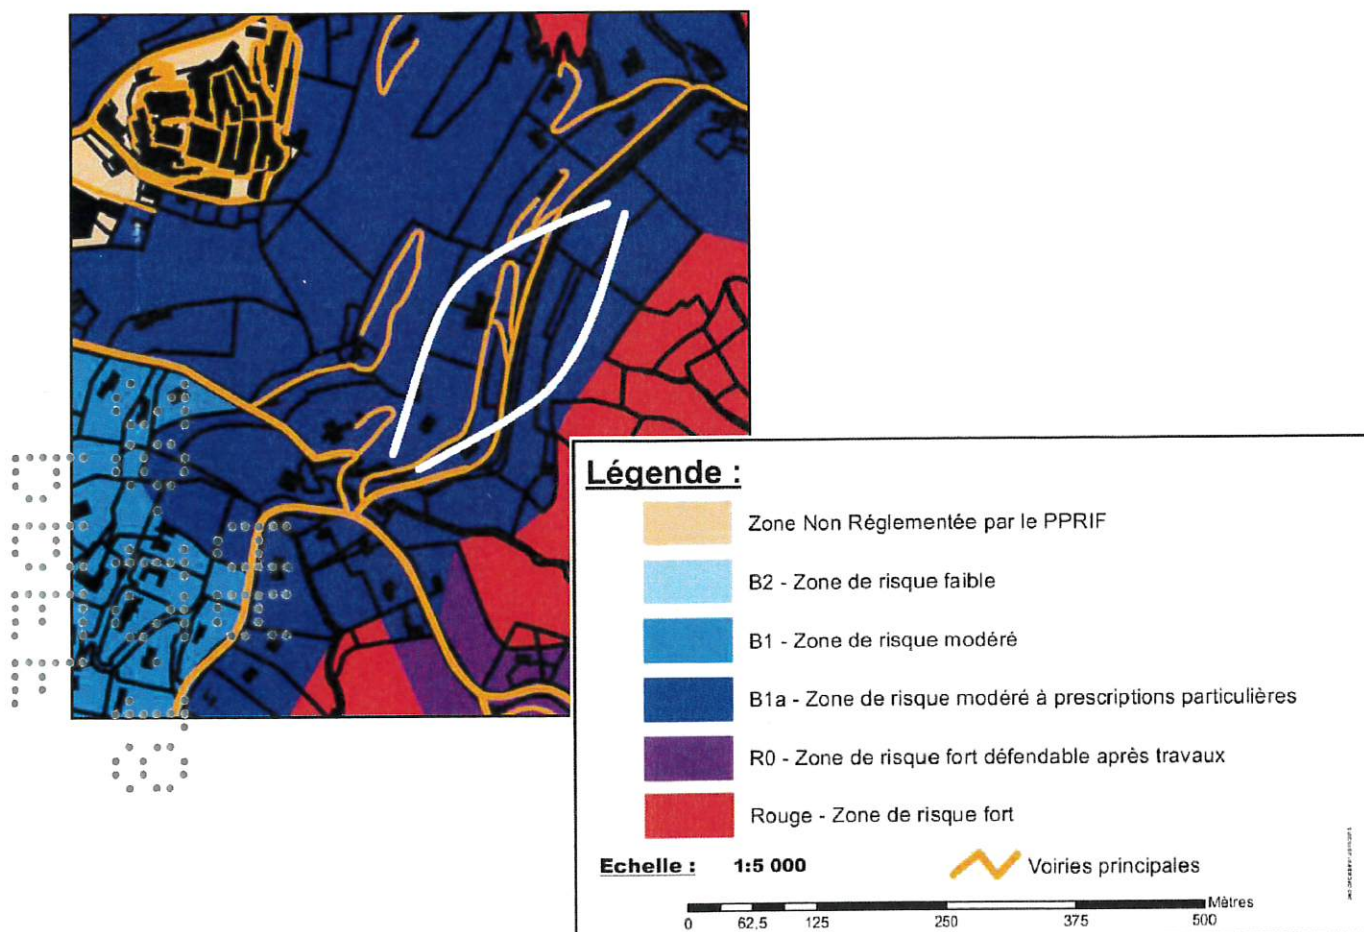 Légende :
Zone Non Réglementée par le PPRIF
B2 - Zone de risque faible
B1 - Zone de risque modéré
B1a - Zone de risque modéré à prescriptions particulières
R0 - Zone de risque fort défendable après travaux
Rouge - Zone de risque fort
Echelle : 1:5 000
Voiries principales
Mètres
0 62,5 125 250 375 500